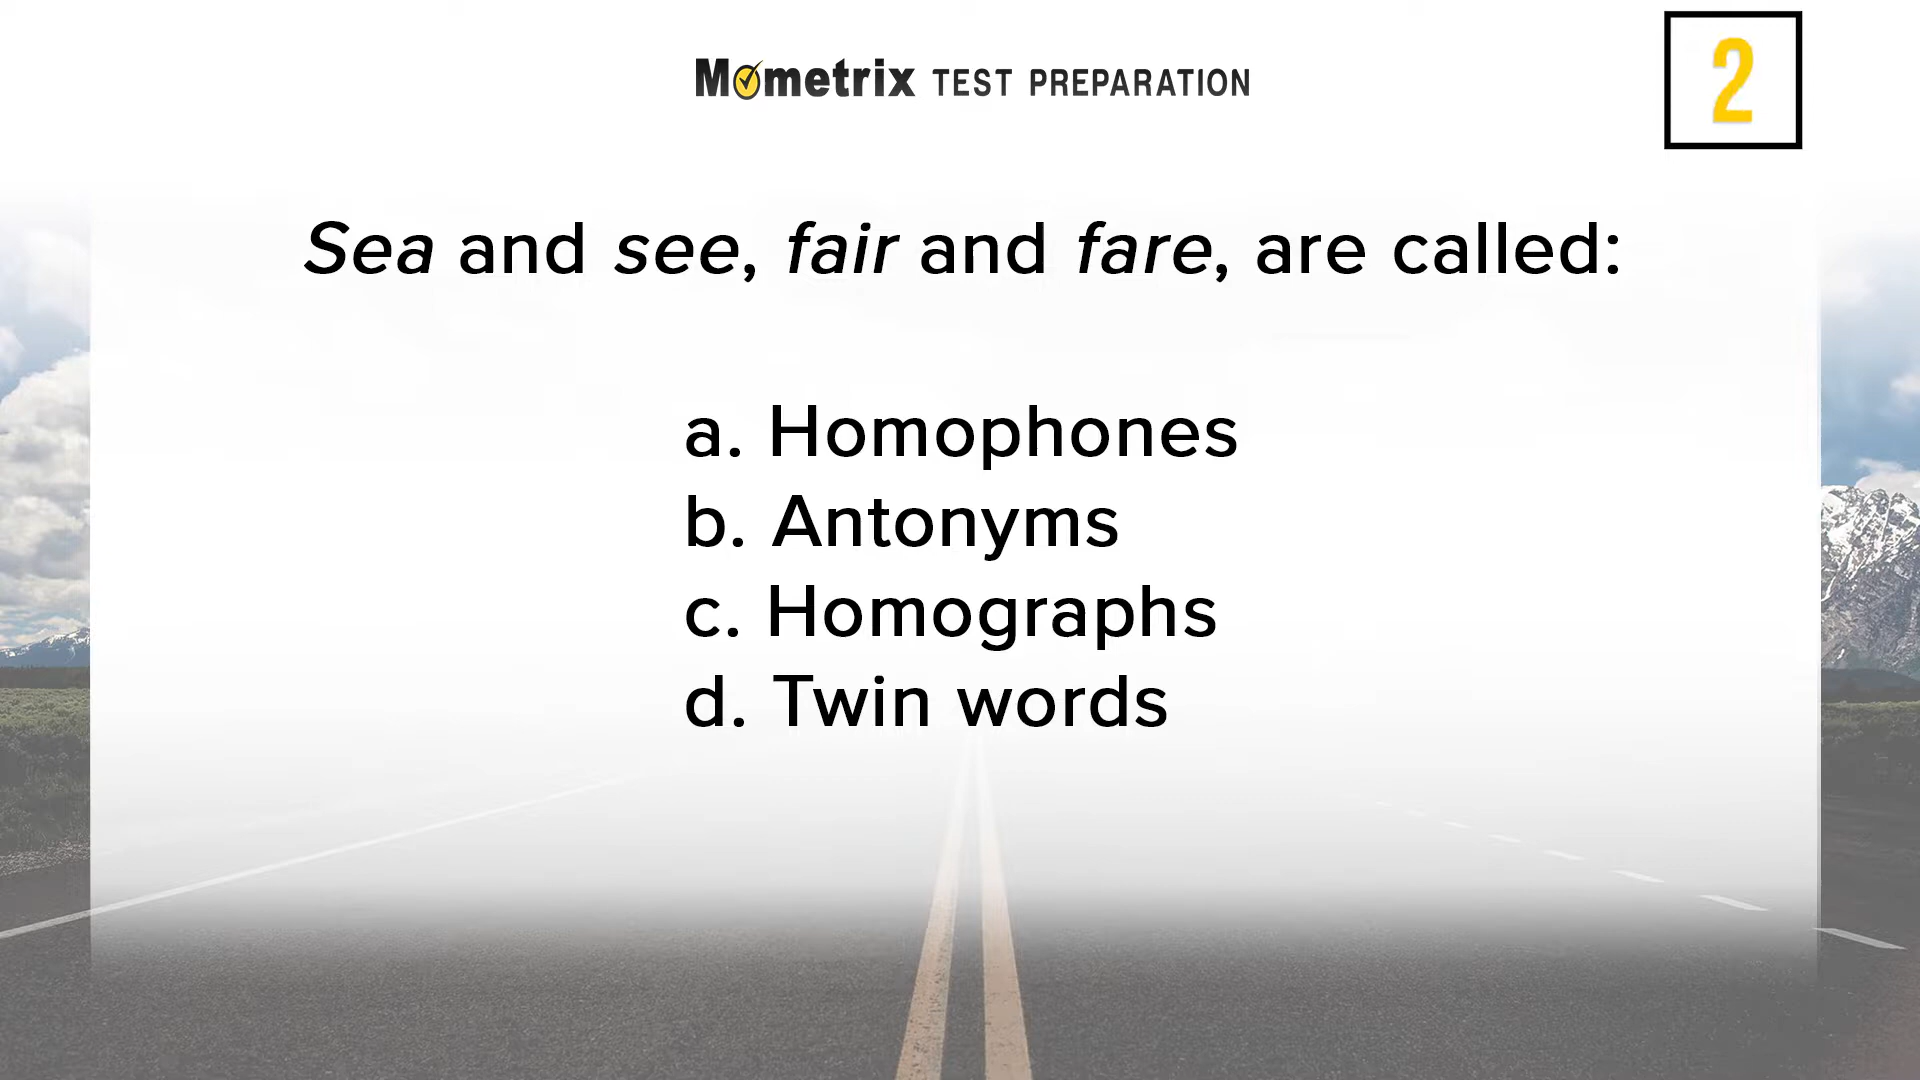 Mometrix TEST PREPARATION
2
Sea and see, fair and fare, are called:
a. Homophones
b. Antonyms
c. Homographs
d. Twin words